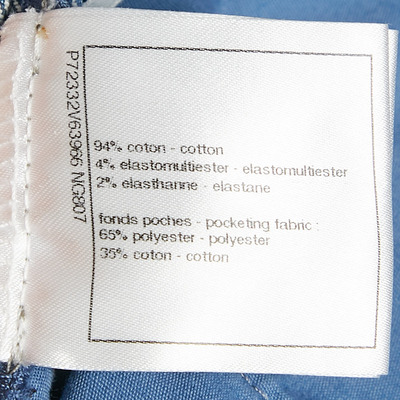 P72332V63966 NG807
94% coton - cotton
4% elastomultiester - elastomultiester
2% elasthanne - elastane
fonds poches - pocketing fabric :
65% polyester - polyester
35% coton - cotton